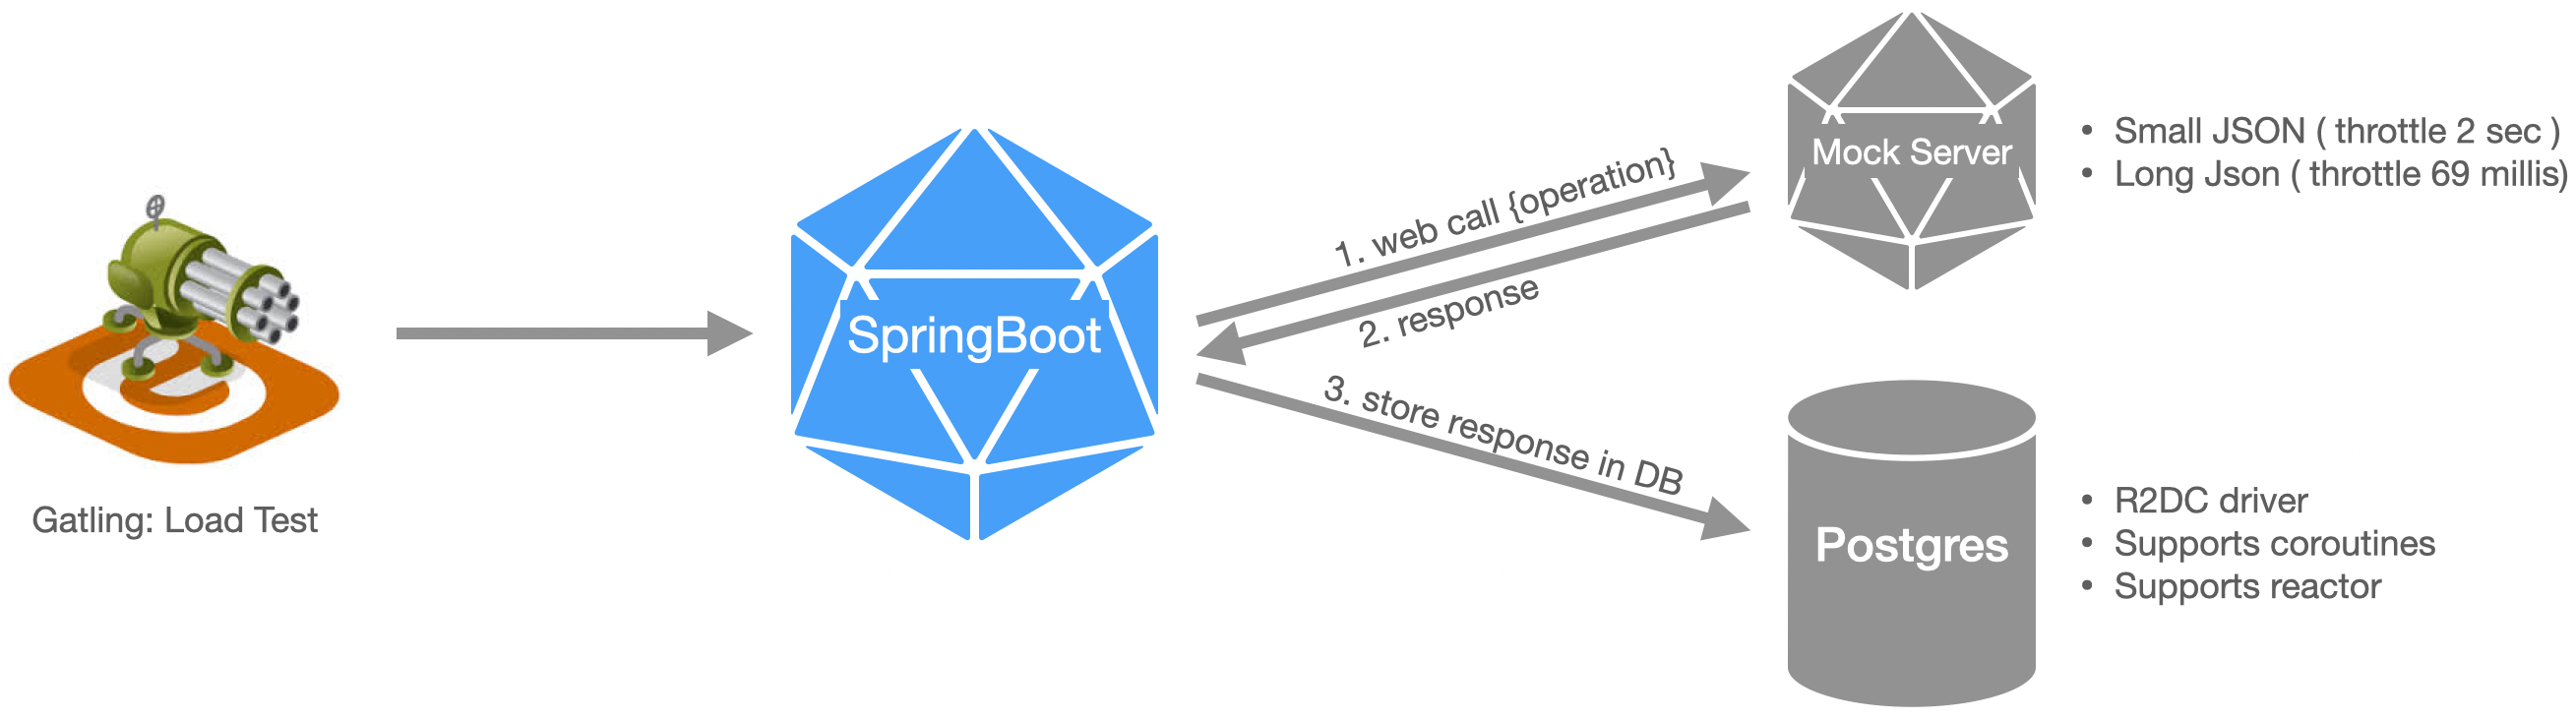 Gatling: Load Test
SpringBoot
1. web call {operation}
2. response
3. store response in DB
Mock Server
• Small JSON ( throttle 2 sec )
• Long Json ( throttle 69 millis)
Postgres
• R2DC driver
• Supports coroutines
• Supports reactor